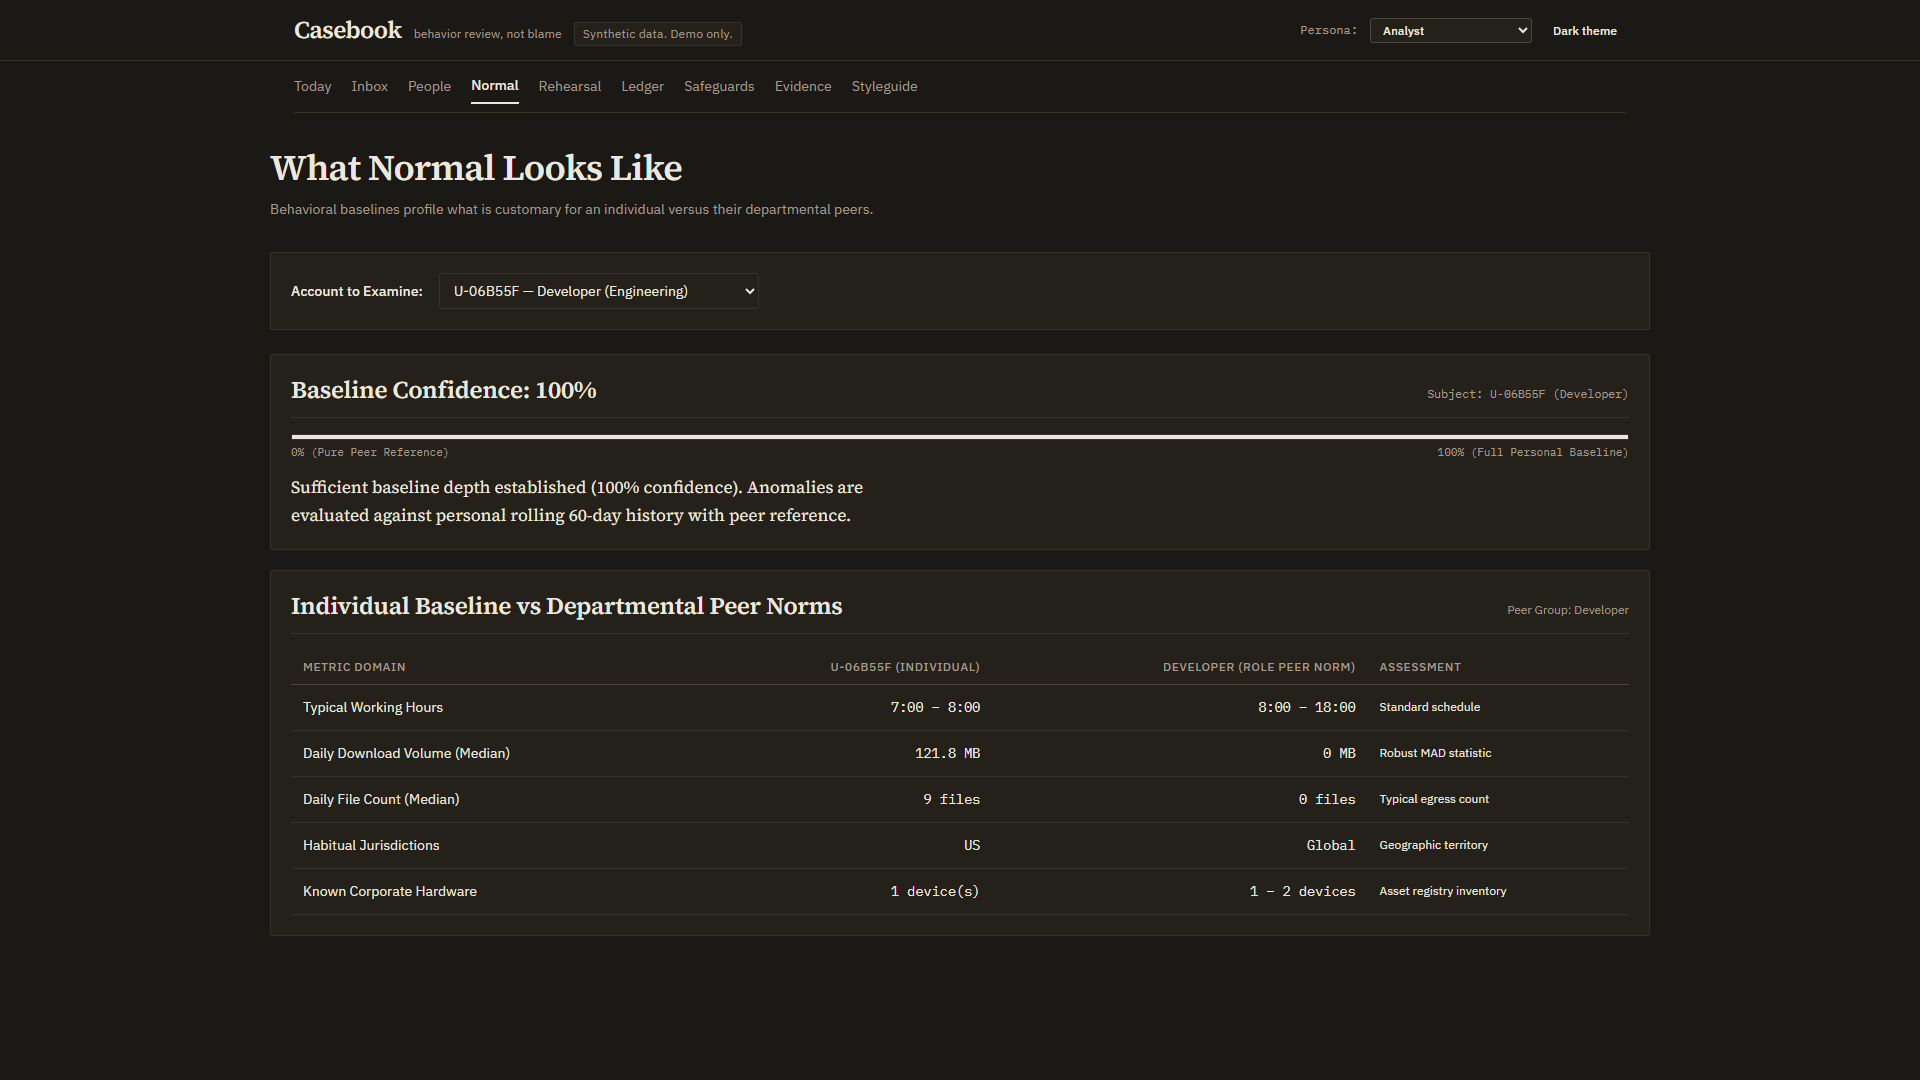 Casebook behavior review, not blame Synthetic data. Demo only. Persona: Analyst Dark theme
Today Inbox People Normal Rehearsal Ledger Safeguards Evidence Styleguide
What Normal Looks Like
Behavioral baselines profile what is customary for an individual versus their departmental peers.
Account to Examine: U-06B55F — Developer (Engineering)
Baseline Confidence: 100% Subject: U-06B55F (Developer)
0% (Pure Peer Reference) 100% (Full Personal Baseline)
Sufficient baseline depth established (100% confidence). Anomalies are
evaluated against personal rolling 60-day history with peer reference.
Individual Baseline vs Departmental Peer Norms Peer Group: Developer
METRIC DOMAIN U-06B55F (INDIVIDUAL) DEVELOPER (ROLE PEER NORM) ASSESSMENT
Typical Working Hours 7:00 – 8:00 8:00 – 18:00 Standard schedule
Daily Download Volume (Median) 121.8 MB 0 MB Robust MAD statistic
Daily File Count (Median) 9 files 0 files Typical egress count
Habitual Jurisdictions US Global Geographic territory
Known Corporate Hardware 1 device(s) 1 – 2 devices Asset registry inventory